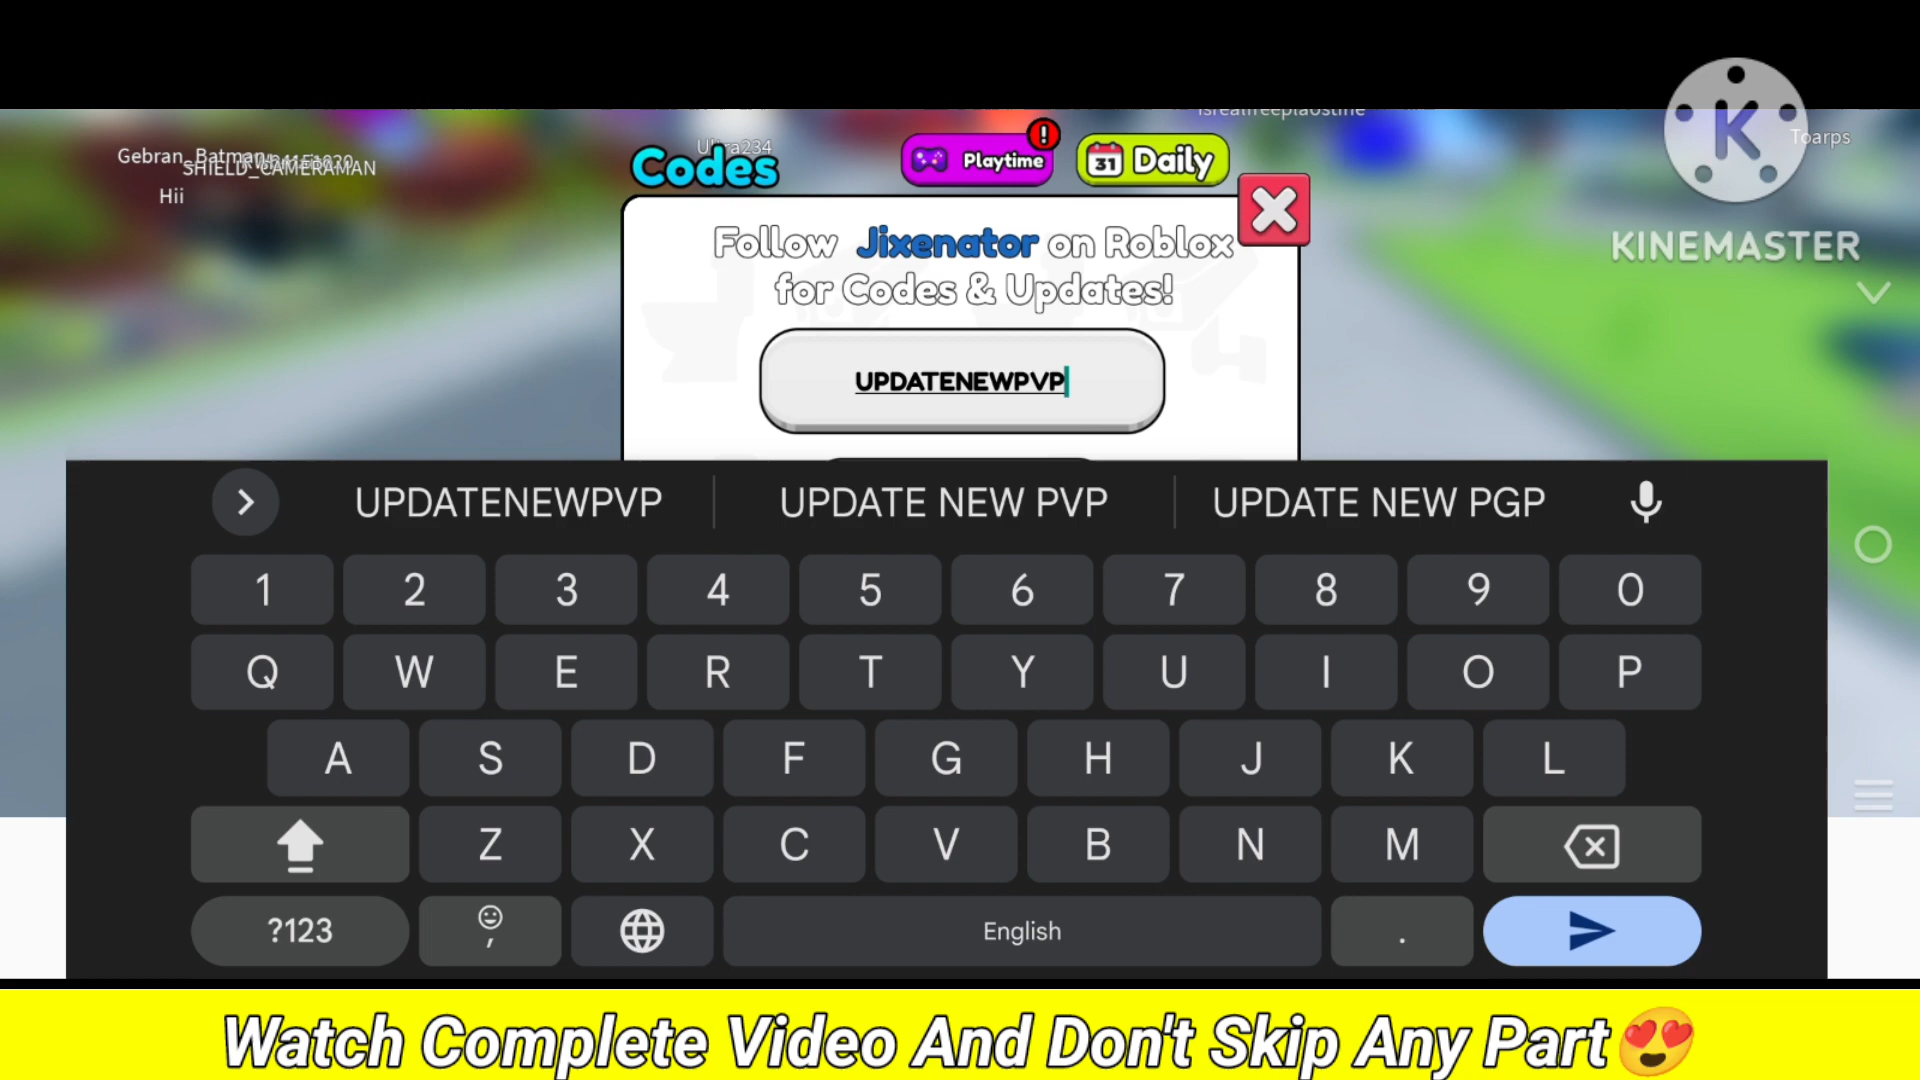 Toarps
Gebran_Batman
SHIELD_CAMERAMAN
Hii
Codes
Playtime
!
31
Daily
K
KINEMASTER
Follow Jixenator on Roblox
for Codes & Updates!
UPDATENEWPVP
UPDATENEWPVP
UPDATE NEW PVP
UPDATE NEW PGP
1 2 3 4 5 6 7 8 9 0
Q W E R T Y U I O P
A S D F G H J K L
Z X C V B N M
?123 , English .
Watch Complete Video And Don't Skip Any Part😍